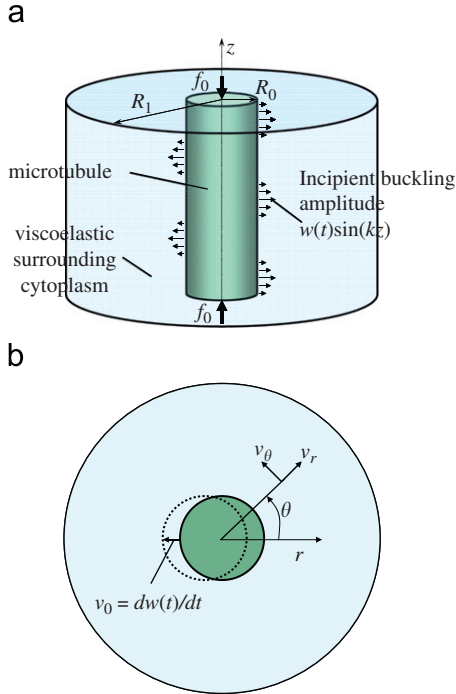 a
z
f₀
R₁
R₀
microtubule
Incipient buckling
amplitude
w(t)sin(kz)
viscoelastic
surrounding
cytoplasm
f₀
b
vθ
vᵣ
θ
r
v₀ = dw(t)/dt